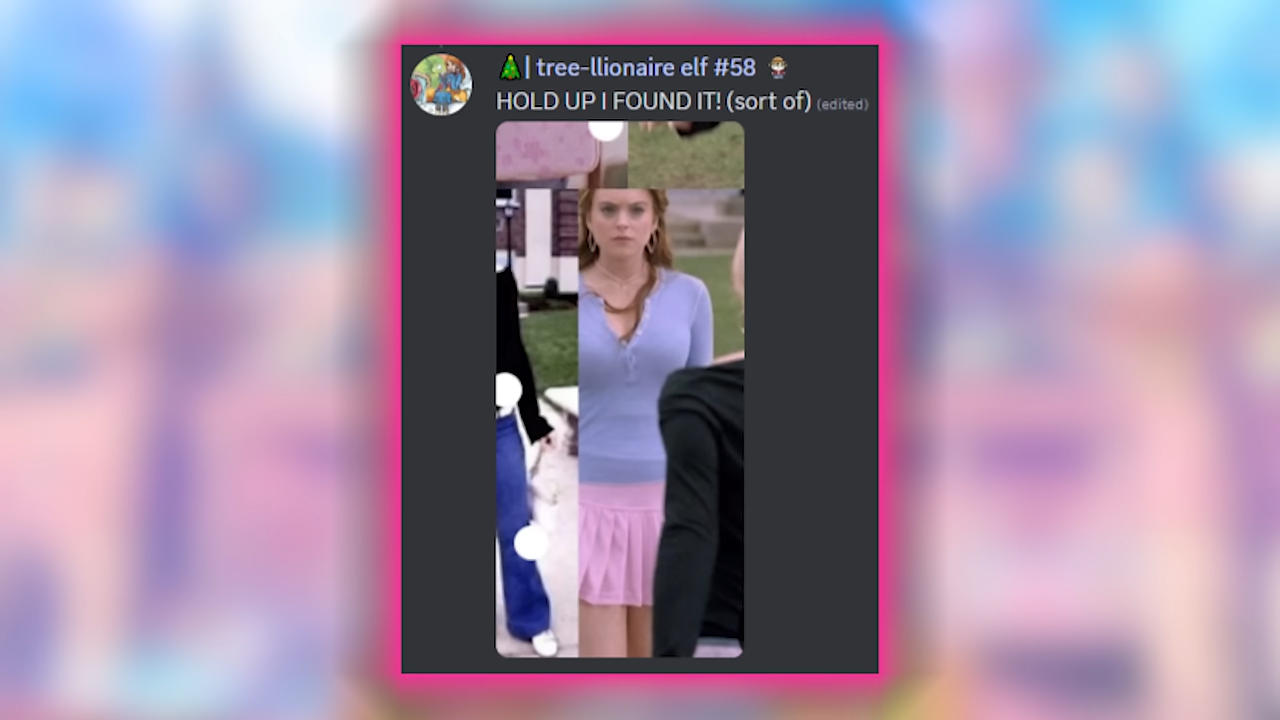 🎄| tree-llionaire elf #58
HOLD UP I FOUND IT! (sort of) (edited)